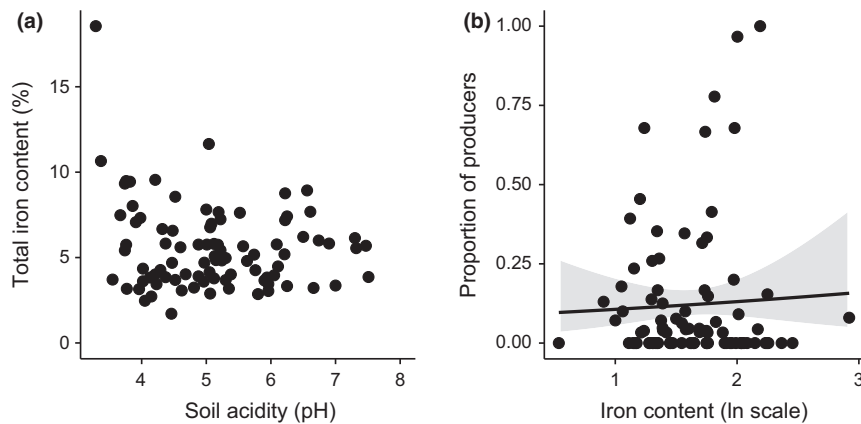 (a)
Total iron content (%)
15
10
5
0
4 5 6 7 8
Soil acidity (pH)
(b)
Proportion of producers
1.00
0.75
0.50
0.25
0.00
1 2 3
Iron content (ln scale)